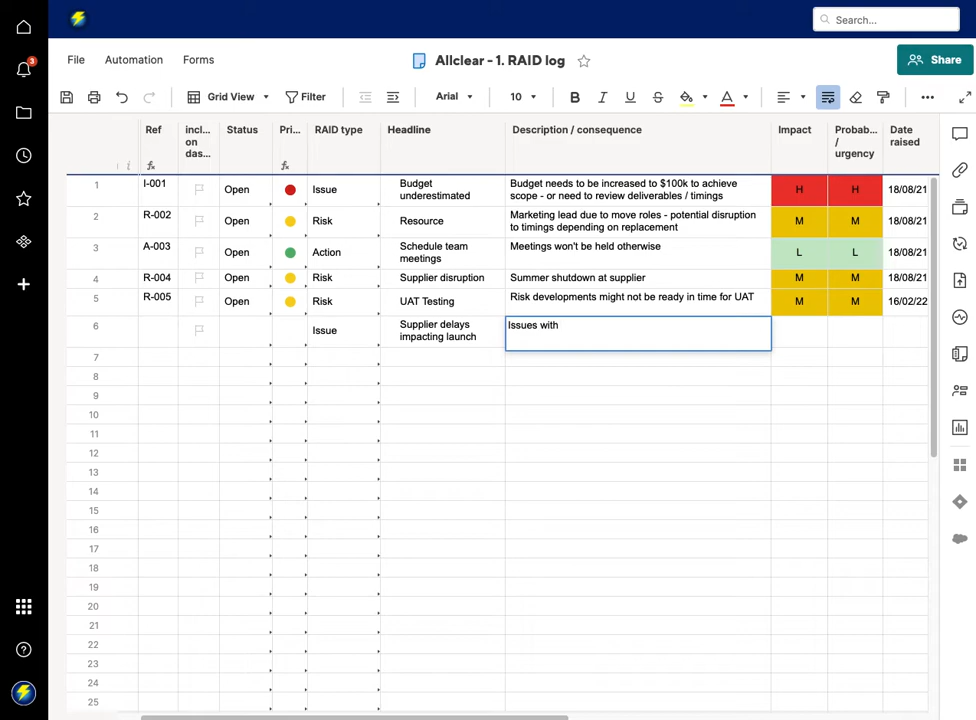 Search...
File Automation Forms Allclear - 1. RAID log Share
3
Grid View Filter Arial 10 B I U S A
Ref incl... on das... Status Pri... RAID type Headline Description / consequence Impact Probab... / urgency Date raised
fx fx
1 I-001 Open Issue Budget underestimated Budget needs to be increased to $100k to achieve scope - or need to review deliverables / timings H H 18/08/21
2 R-002 Open Risk Resource Marketing lead due to move roles - potential disruption to timings depending on replacement M M 18/08/21
3 A-003 Open Action Schedule team meetings Meetings won't be held otherwise L L 18/08/21
4 R-004 Open Risk Supplier disruption Summer shutdown at supplier M M 18/08/21
5 R-005 Open Risk UAT Testing Risk developments might not be ready in time for UAT M M 16/02/22
6 Issue Supplier delays impacting launch Issues with
7
8
9
10
11
12
13
14
15
16
17
18
19
20
21
22
23
24
25